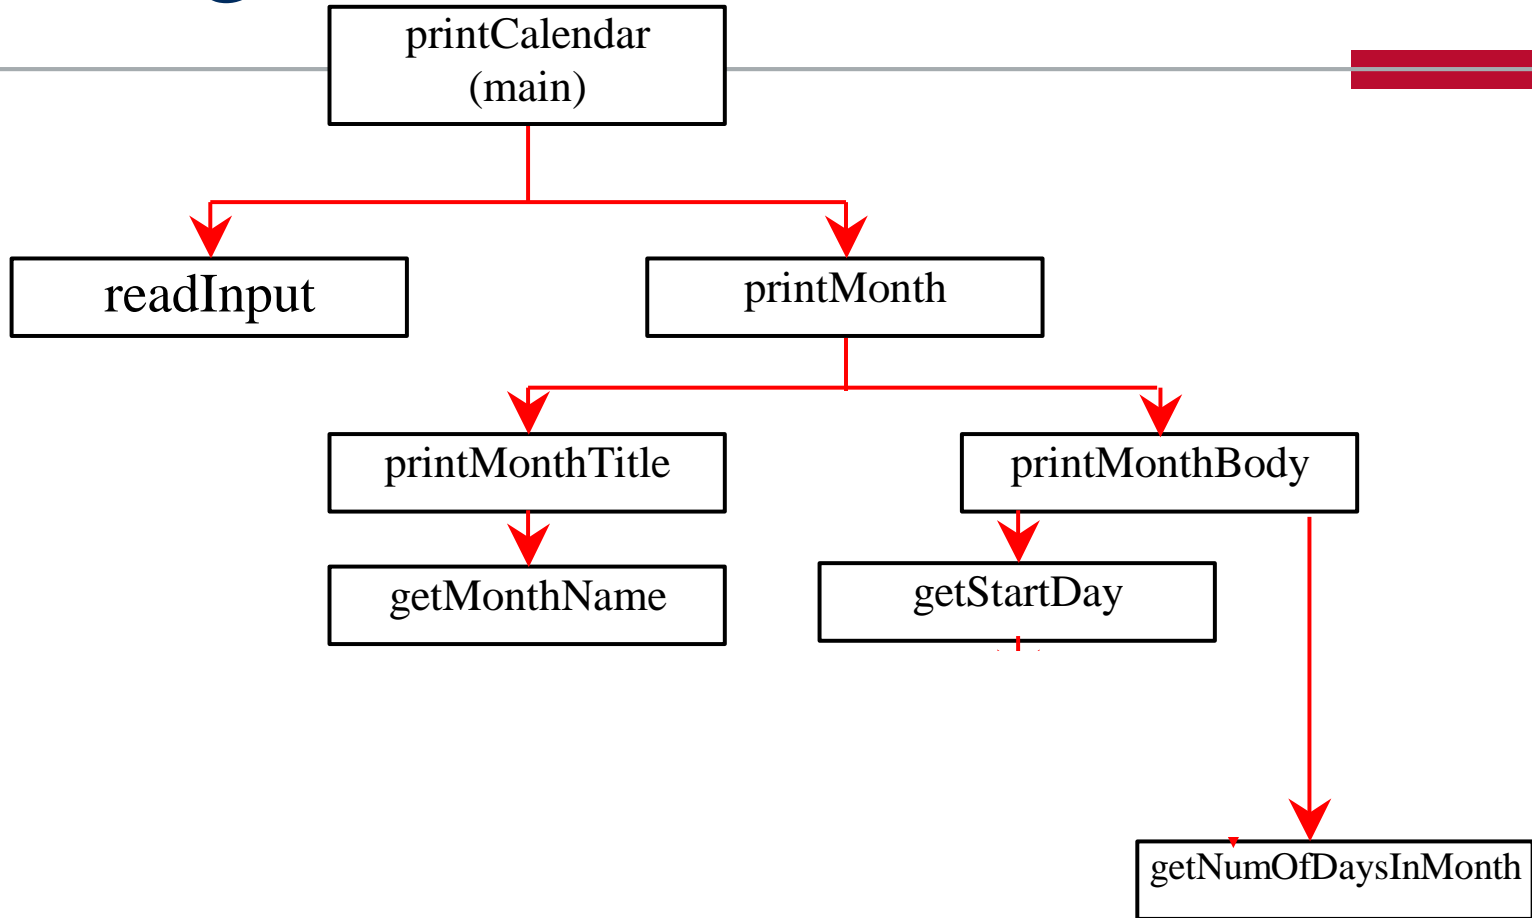 printCalendar
(main)
readInput
printMonth
printMonthTitle
printMonthBody
getMonthName
getStartDay
getNumOfDaysInMonth